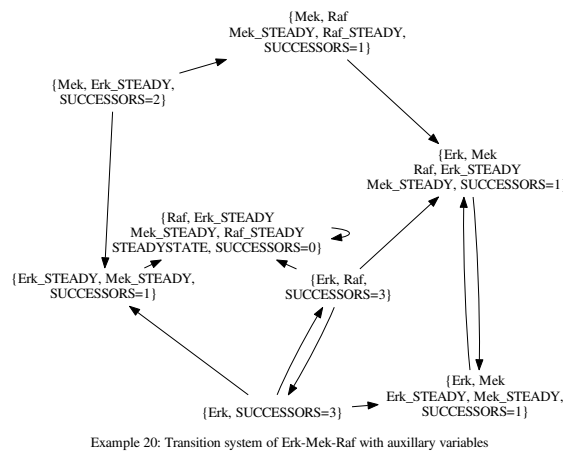 {Mek, Raf
Mek_STEADY, Raf_STEADY,
SUCCESSORS=1}
{Mek, Erk_STEADY,
SUCCESSORS=2}
{Erk, Mek
Raf, Erk_STEADY
Mek_STEADY, SUCCESSORS=1}
{Raf, Erk_STEADY
Mek_STEADY, Raf_STEADY
STEADYSTATE, SUCCESSORS=0}
{Erk_STEADY, Mek_STEADY,
SUCCESSORS=1}
{Erk, Raf,
SUCCESSORS=3}
{Erk, Mek
Erk_STEADY, Mek_STEADY,
SUCCESSORS=1}
{Erk, SUCCESSORS=3}
Example 20: Transition system of Erk-Mek-Raf with auxillary variables